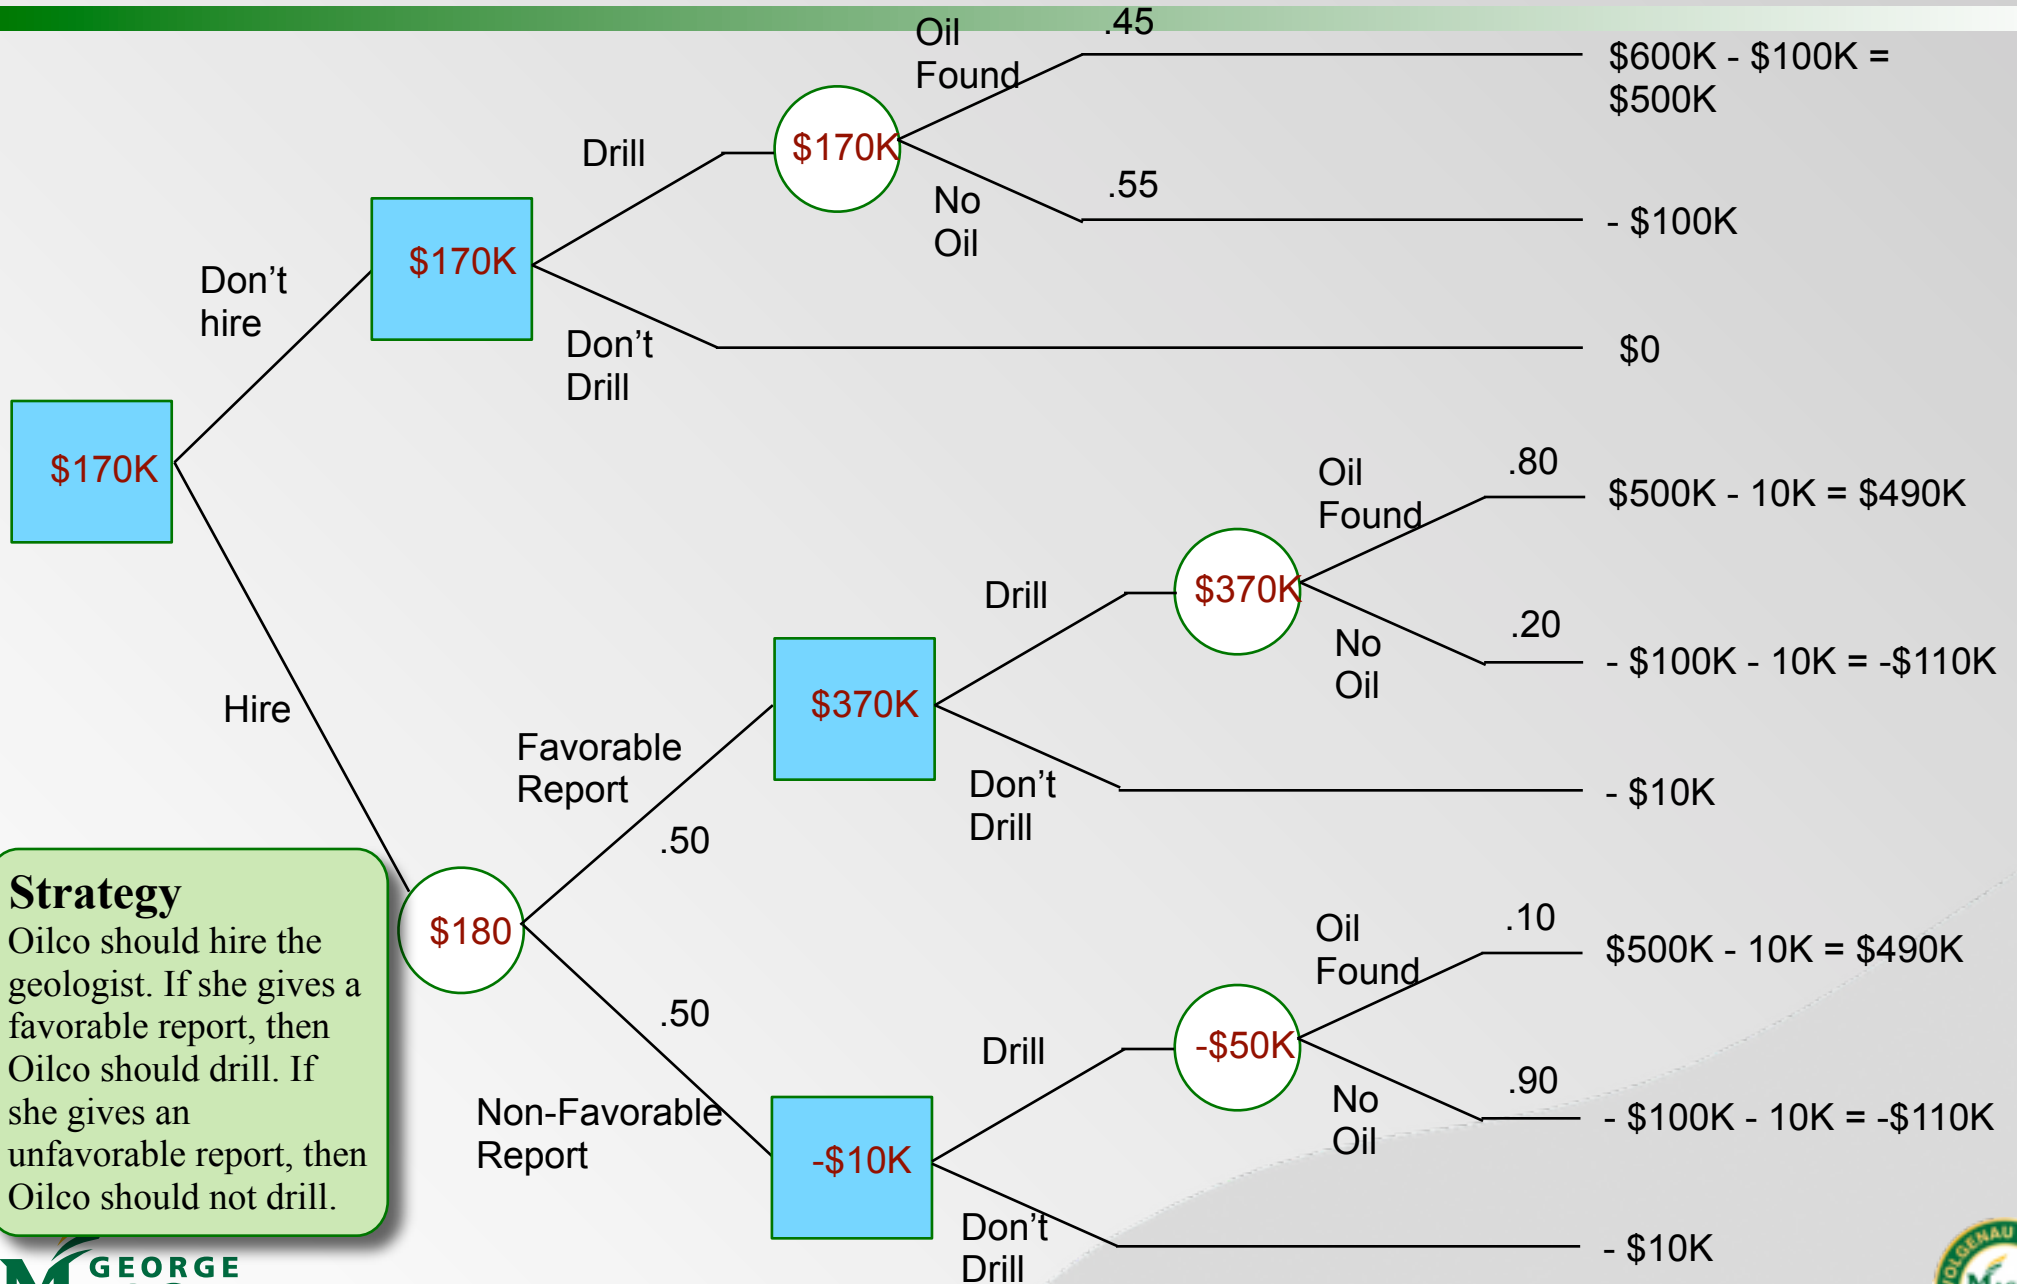 Oil
Found
.45
$600K - $100K =
$500K
Drill
$170K
No
Oil
.55
- $100K
Don't
hire
$170K
Don't
Drill
$0
$170K
Oil
Found
.80
$500K - 10K = $490K
Drill
$370K
No
Oil
.20
- $100K - 10K = -$110K
Hire
Favorable
Report
.50
$370K
Don't
Drill
- $10K
Strategy
Oilco should hire the
geologist. If she gives a
favorable report, then
Oilco should drill. If
she gives an
unfavorable report, then
Oilco should not drill.
$180
Oil
Found
.10
$500K - 10K = $490K
.50
Drill
-$50K
No
Oil
.90
- $100K - 10K = -$110K
Non-Favorable
Report
-$10K
Don't
Drill
- $10K
GEORGE